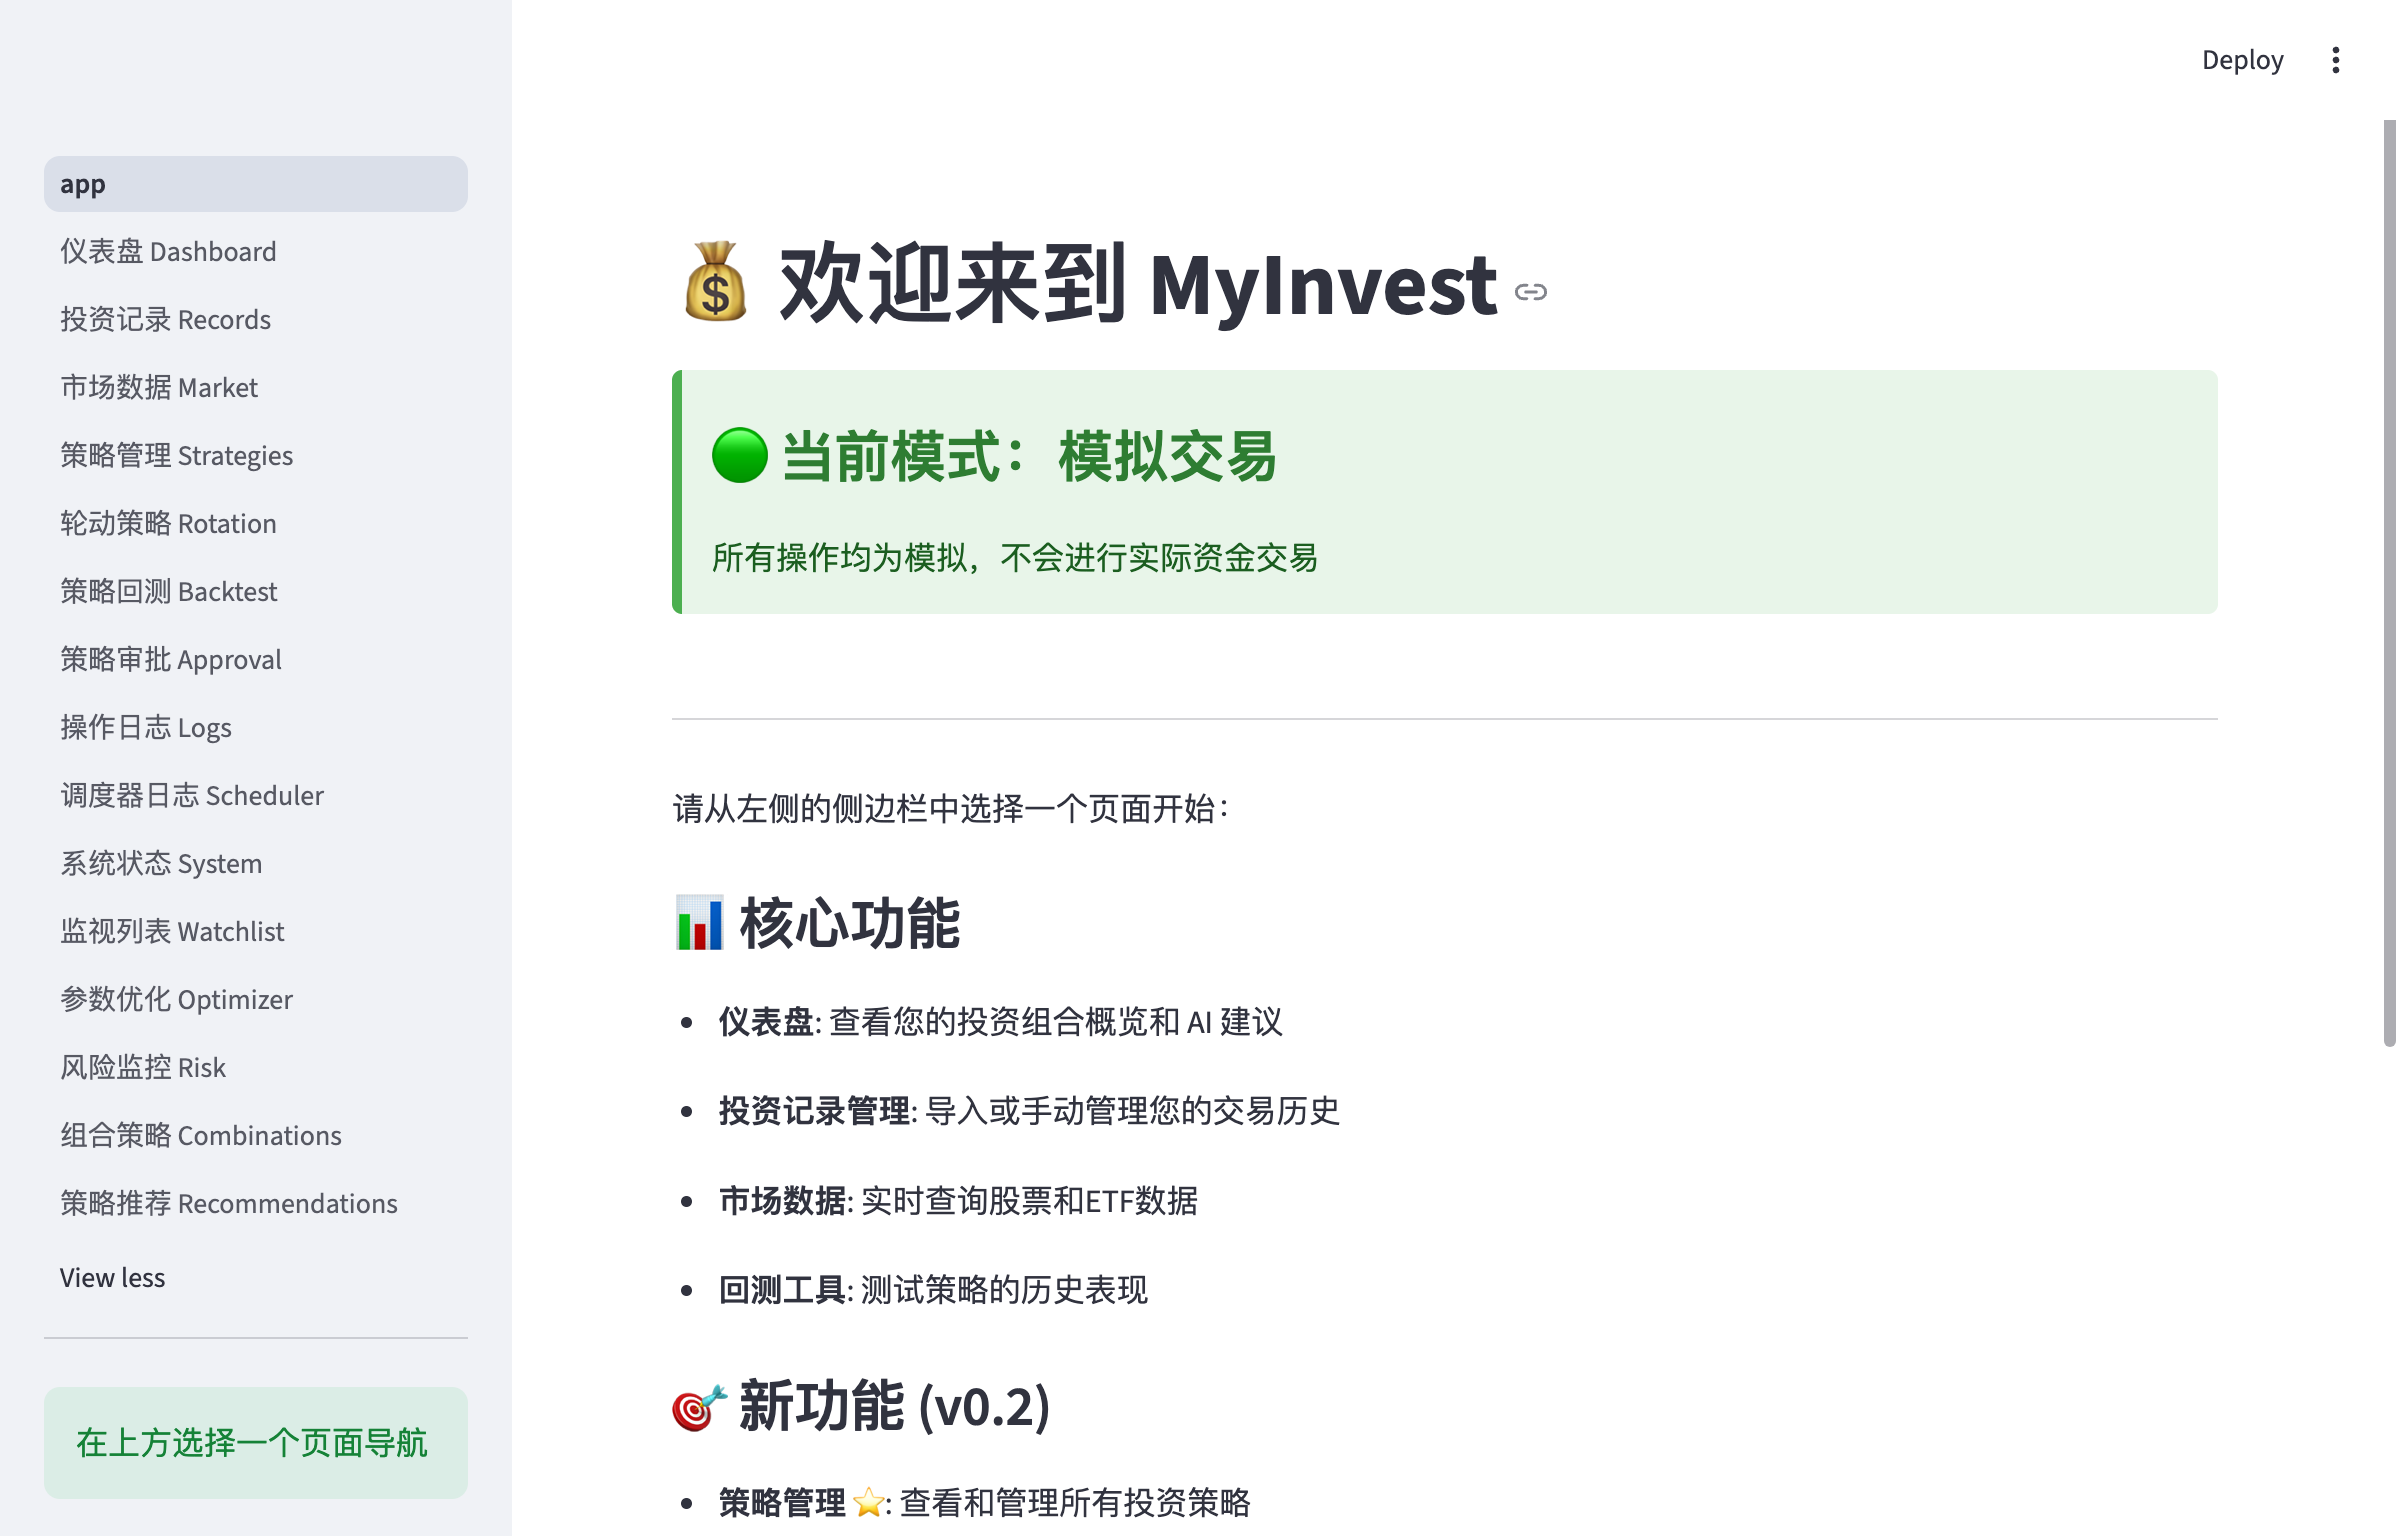 Deploy
app
仪表盘 Dashboard
投资记录 Records
市场数据 Market
策略管理 Strategies
轮动策略 Rotation
策略回测 Backtest
策略审批 Approval
操作日志 Logs
调度器日志 Scheduler
系统状态 System
监视列表 Watchlist
参数优化 Optimizer
风险监控 Risk
组合策略 Combinations
策略推荐 Recommendations
View less
在上方选择一个页面导航
💰 欢迎来到 MyInvest
🟢 当前模式：模拟交易
所有操作均为模拟，不会进行实际资金交易
请从左侧的侧边栏中选择一个页面开始：
📊 核心功能
• 仪表盘: 查看您的投资组合概览和 AI 建议
• 投资记录管理: 导入或手动管理您的交易历史
• 市场数据: 实时查询股票和ETF数据
• 回测工具: 测试策略的历史表现
🎯 新功能 (v0.2)
• 策略管理 ⭐: 查看和管理所有投资策略